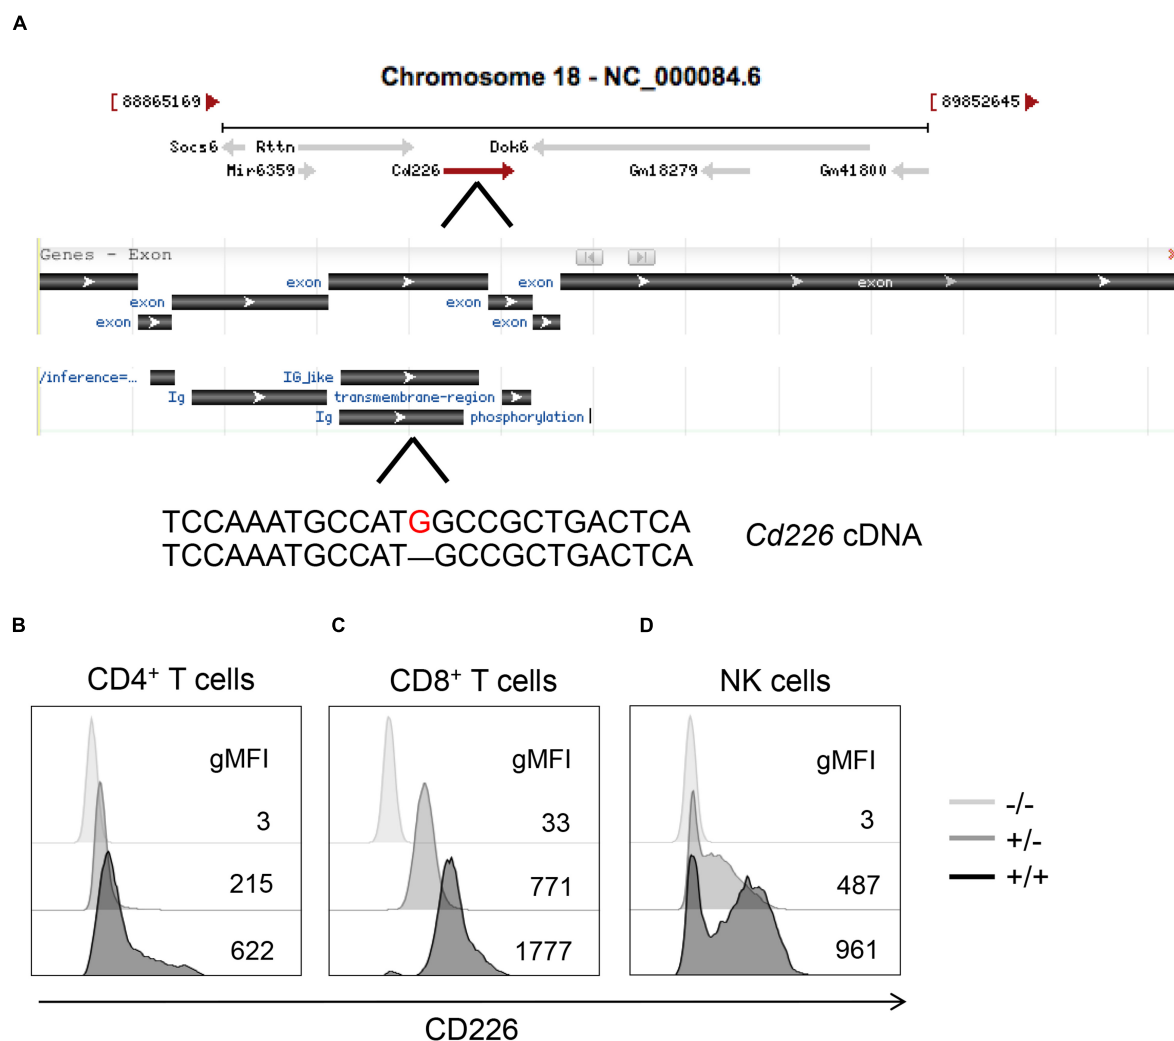 A
Chromosome 18 - NC_000084.6
[ 88865169 [ 89852645
Socs6 Rttn Dok6
Mir6359 Cd226 Gm18279 Gm41800
Genes - Exon
exon exon exon
exon exon
exon exon
/inference=… IG_like
Ig transmembrane-region
Ig phosphorylation
TCCAAATGCCATGGCCGCTGACTCA
TCCAAATGCCAT—GCCGCTGACTCA
Cd226 cDNA
B C D
CD4+ T cells CD8+ T cells NK cells
gMFI gMFI gMFI
3 33 3
215 771 487
622 1777 961
-/-
+/-
+/+
CD226